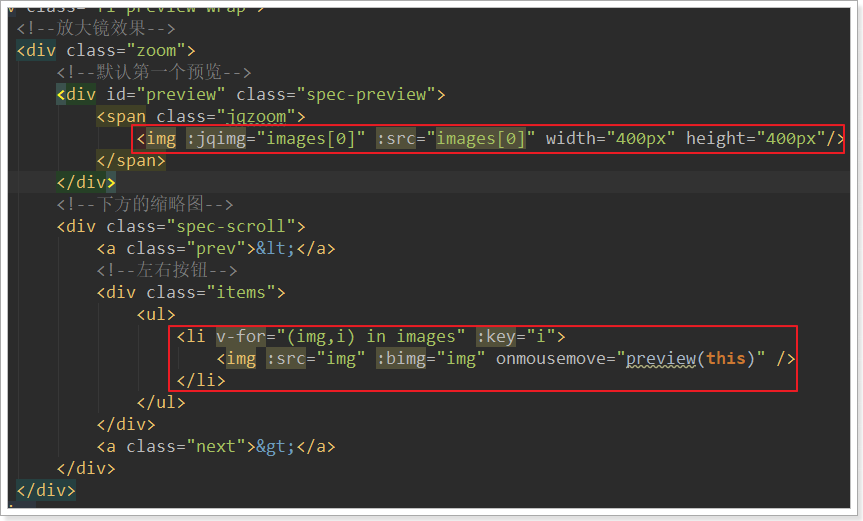 <!--放大镜效果-->
<div class="zoom">
<!--默认第一个预览-->
<div id="preview" class="spec-preview">
<span class="jqzoom">
<img :jqimg="images[0]" :src="images[0]" width="400px" height="400px"/>
</span>
</div>
<!--下方的缩略图-->
<div class="spec-scroll">
<a class="prev">&lt;</a>
<!--左右按钮-->
<div class="items">
<ul>
<li v-for="(img,i) in images" :key="i">
<img :src="img" :bimg="img" onmousemove="preview(this)" />
</li>
</ul>
</div>
<a class="next">&gt;</a>
</div>
</div>